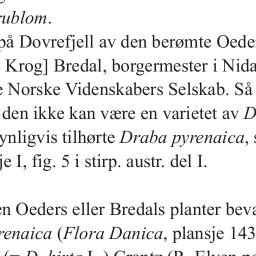 rublom.
på Dovrefjell av den berømte Oede
Krog] Bredal, borgermester i Nida
e Norske Videnskabers Selskab. Så
den ikke kan være en varietet av D
ynligvis tilhørte Draba pyrenaica, s
je I, fig. 5 i stirp. austr. del I.
en Oeders eller Bredals planter beva
renaica (Flora Danica, plansje 143